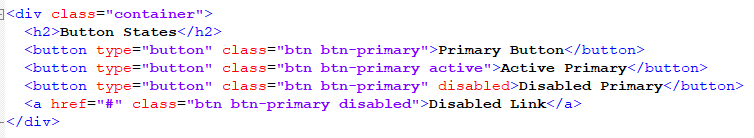 <div class="container">
<h2>Button States</h2>
<button type="button" class="btn btn-primary">Primary Button</button>
<button type="button" class="btn btn-primary active">Active Primary</button>
<button type="button" class="btn btn-primary" disabled>Disabled Primary</button>
<a href="#" class="btn btn-primary disabled">Disabled Link</a>
</div>